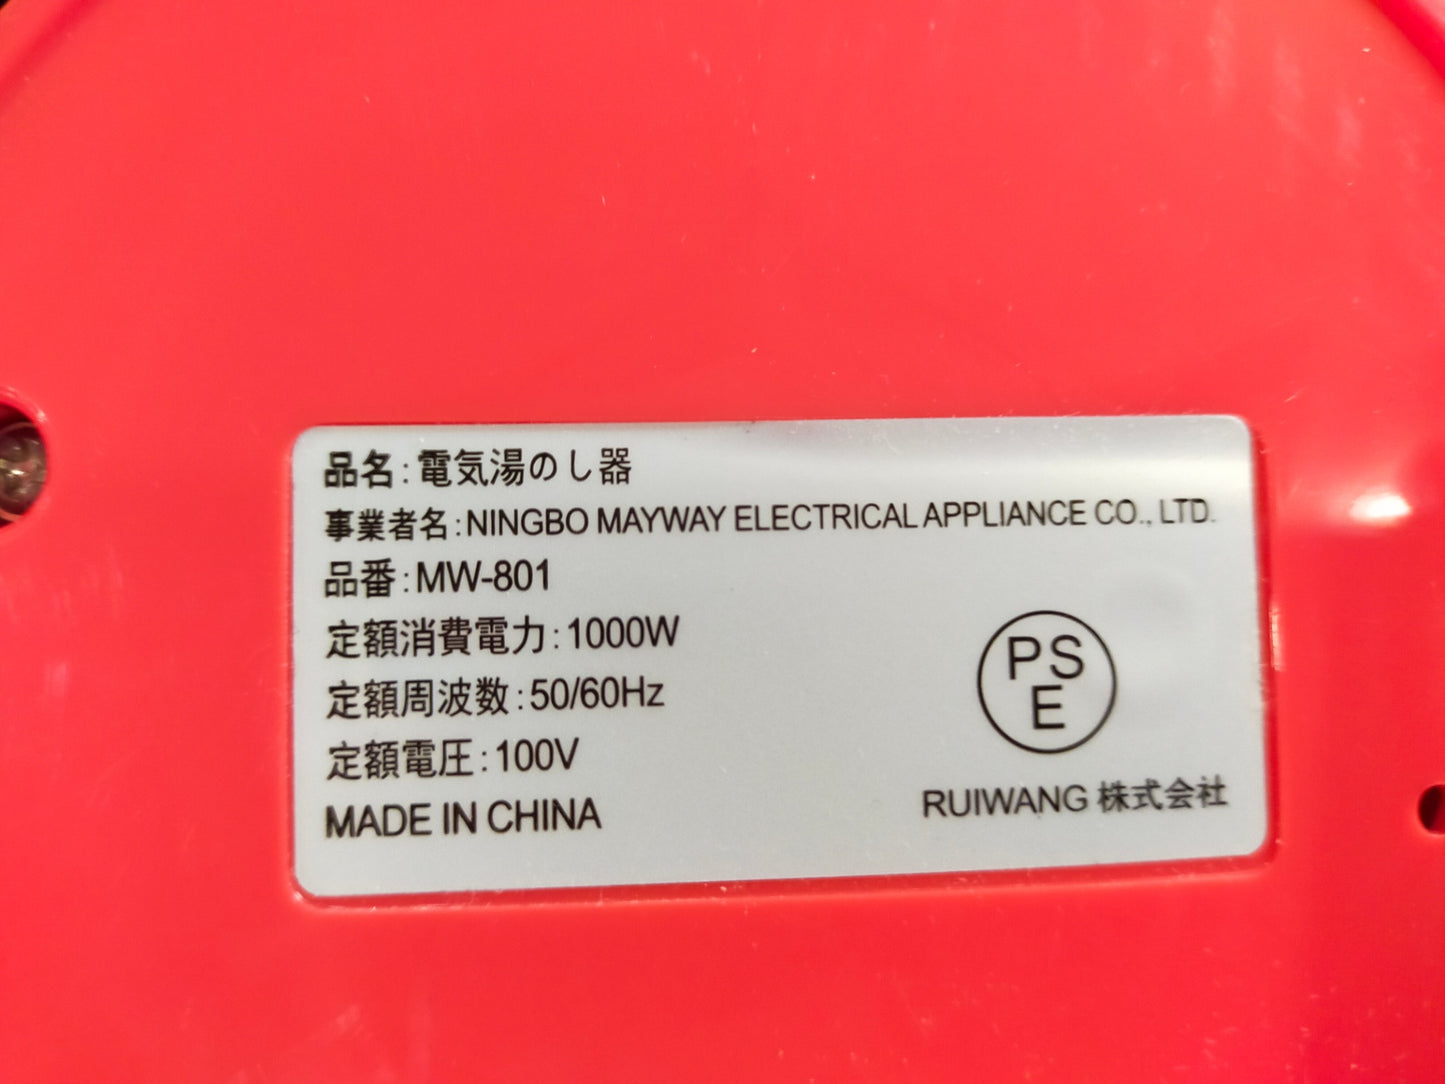 品名:電気湯のし器
事業者名:NINGBO MAYWAY ELECTRICAL APPLIANCE CO., LTD.
品番:MW-801
定額消費電力:1000W
定額周波数:50/60Hz
定額電圧:100V
MADE IN CHINA
PS
E
RUIWANG 株式会社